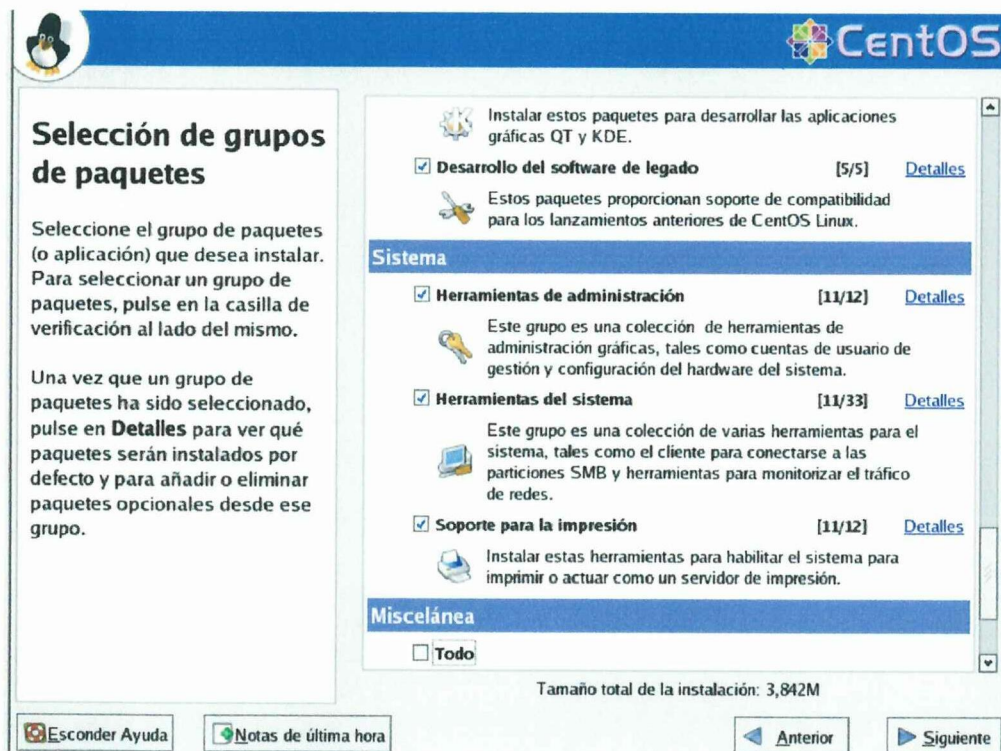 CentOS
Selección de grupos
de paquetes
Seleccione el grupo de paquetes
(o aplicación) que desea instalar.
Para seleccionar un grupo de
paquetes, pulse en la casilla de
verificación al lado del mismo.
Una vez que un grupo de
paquetes ha sido seleccionado,
pulse en Detalles para ver qué
paquetes serán instalados por
defecto y para añadir o eliminar
paquetes opcionales desde ese
grupo.
Instalar estos paquetes para desarrollar las aplicaciones
gráficas QT y KDE.
Desarrollo del software de legado [5/5] Detalles
Estos paquetes proporcionan soporte de compatibilidad
para los lanzamientos anteriores de CentOS Linux.
Sistema
Herramientas de administración [11/12] Detalles
Este grupo es una colección de herramientas de
administración gráficas, tales como cuentas de usuario de
gestión y configuración del hardware del sistema.
Herramientas del sistema [11/33] Detalles
Este grupo es una colección de varias herramientas para el
sistema, tales como el cliente para conectarse a las
particiones SMB y herramientas para monitorizar el tráfico
de redes.
Soporte para la impresión [11/12] Detalles
Instalar estas herramientas para habilitar el sistema para
imprimir o actuar como un servidor de impresión.
Miscelánea
Todo
Tamaño total de la instalación: 3,842M
Esconder Ayuda Notas de última hora Anterior Siguiente